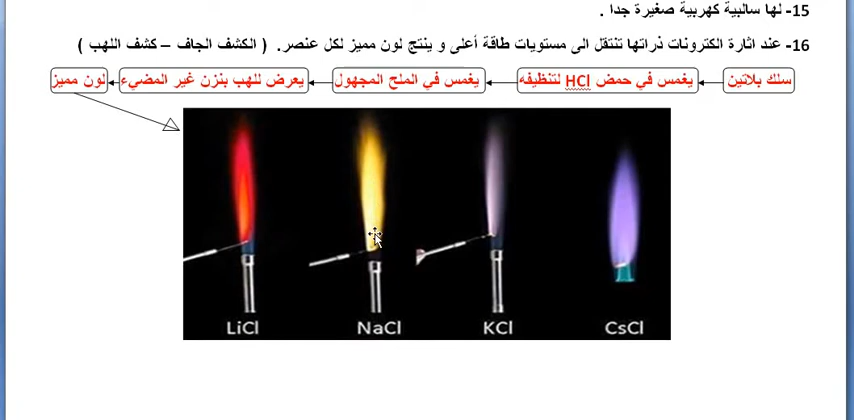 15- لها سالبية كهربية صغيرة جدا .
16- عند اثارة الكترونات ذراتها تنتقل الى مستويات طاقة أعلى و ينتج لون مميز لكل عنصر. ( الكشف الجاف – كشف اللهب )
سلك بلاتين يغمس في حمض HCl لتنظيفه يغمس في الملح المجهول يعرض للهب بنزن غير المضيء لون مميز
LiCl NaCl KCl CsCl